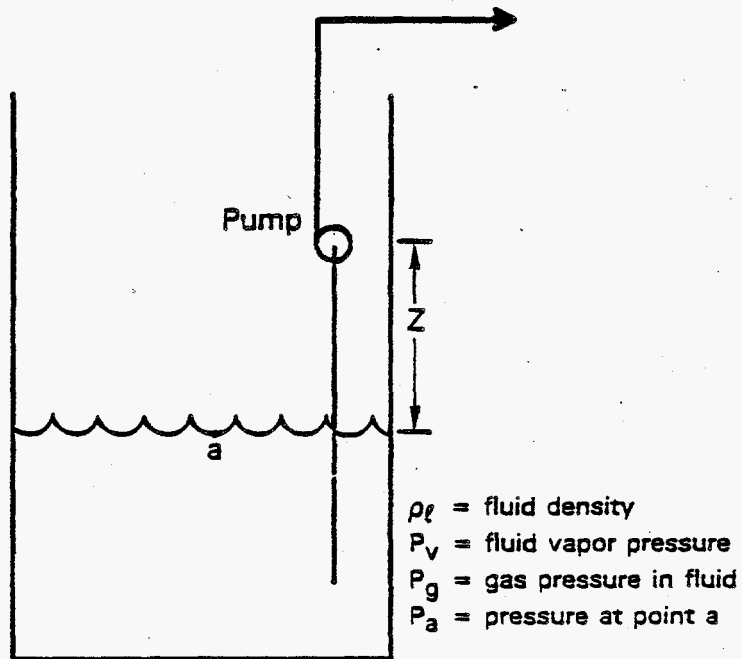 Pump
Z
a
ρℓ = fluid density
Pv = fluid vapor pressure
Pg = gas pressure in fluid
Pa = pressure at point a